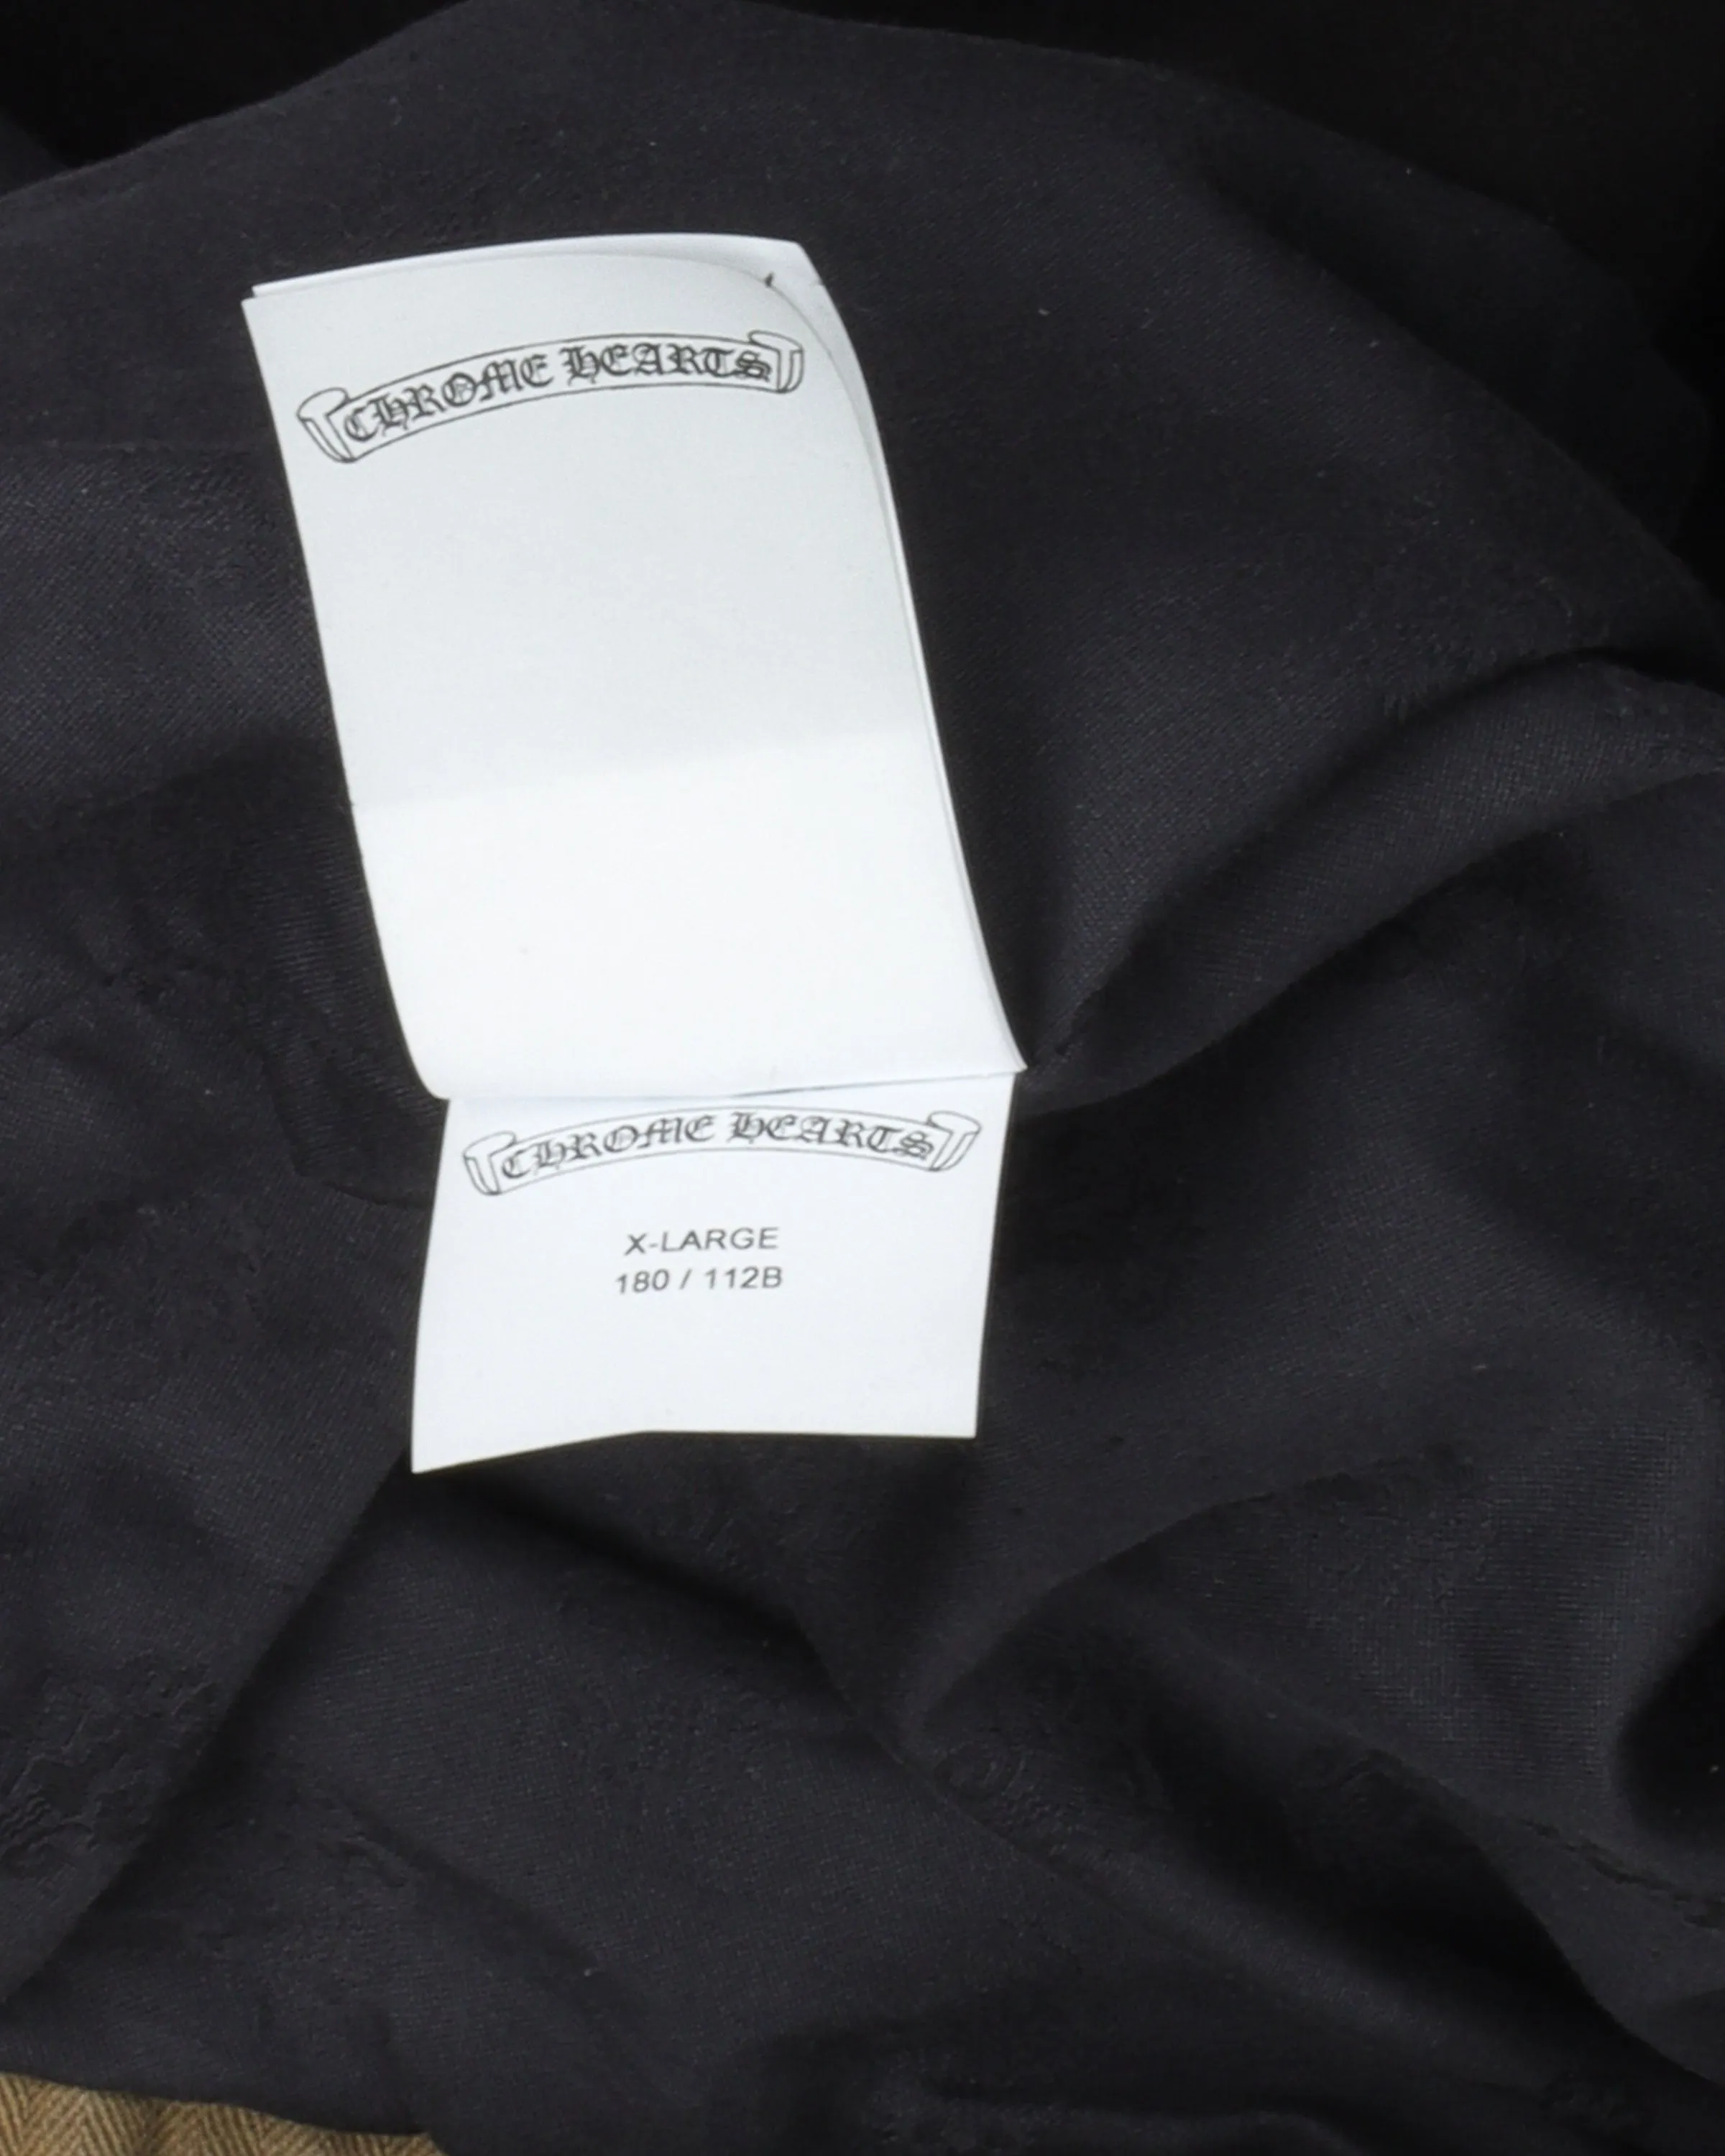 CHROME HEARTS
CHROME HEARTS
X-LARGE
180 / 112B